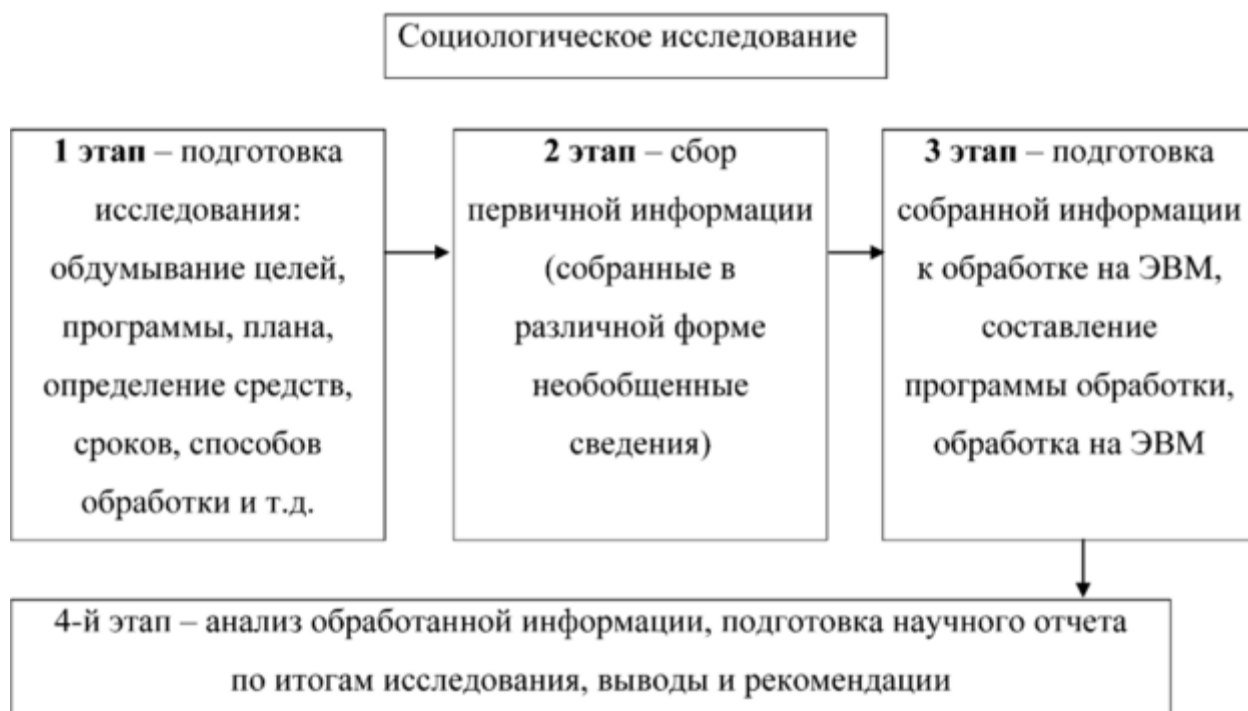 Социологическое исследование
1 этап – подготовка
исследования:
обдумывание целей,
программы, плана,
определение средств,
сроков, способов
обработки и т.д.
2 этап – сбор
первичной информации
(собранные в
различной форме
необобщенные
сведения)
3 этап – подготовка
собранной информации
к обработке на ЭВМ,
составление
программы обработки,
обработка на ЭВМ
4-й этап – анализ обработанной информации, подготовка научного отчета
по итогам исследования, выводы и рекомендации